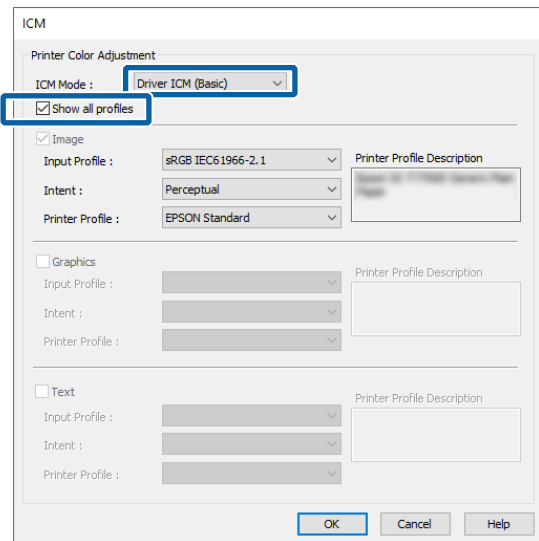 ICM
Printer Color Adjustment
ICM Mode : Driver ICM (Basic)
Show all profiles
Image
Input Profile : sRGB IEC61966-2.1 Printer Profile Description
Intent : Perceptual
Printer Profile : EPSON Standard
Graphics
Input Profile : Printer Profile Description
Intent :
Printer Profile :
Text
Input Profile : Printer Profile Description
Intent :
Printer Profile :
OK Cancel Help